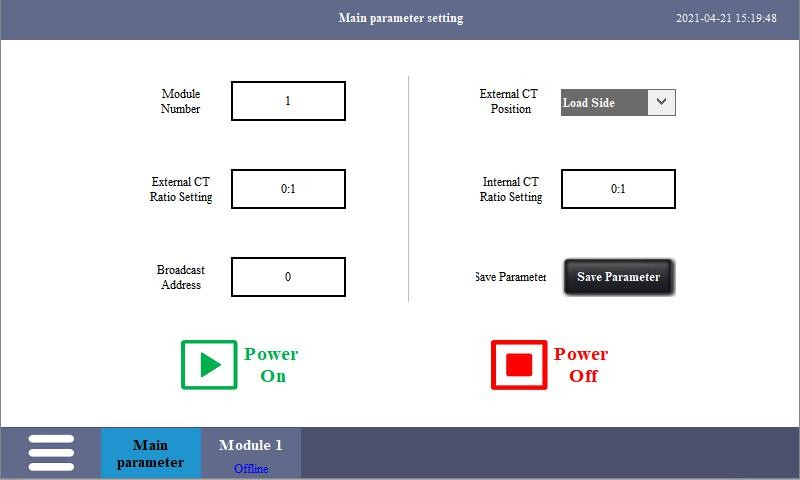 Main parameter setting
2021-04-21 15:19:48
Module
Number
1
External CT
Position
Load Side
External CT
Ratio Setting
0:1
Internal CT
Ratio Setting
0:1
Broadcast
Address
0
Save Parameter
Save Parameter
Power
On
Power
Off
Main
parameter
Module 1
Offline